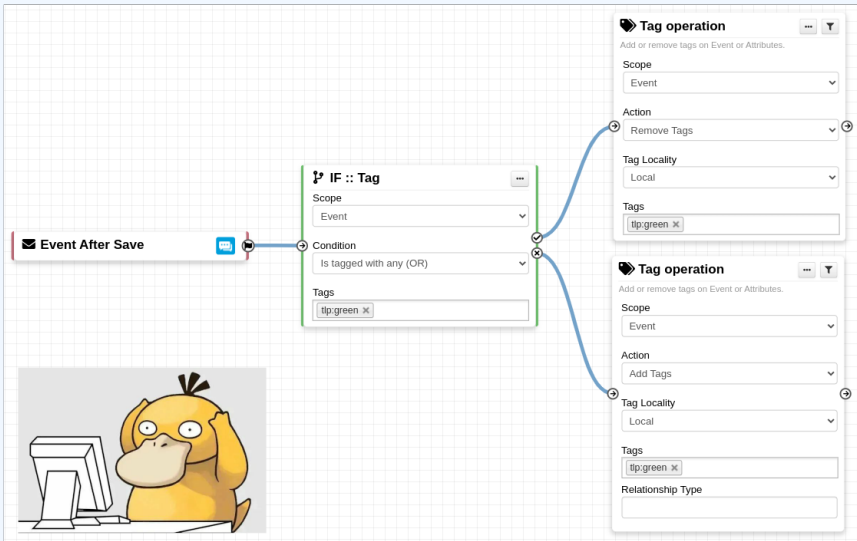 Event After Save
IF :: Tag
...
Scope
Event
Condition
Is tagged with any (OR)
Tags
tlp:green
Tag operation
...
Add or remove tags on Event or Attributes.
Scope
Event
Action
Remove Tags
Tag Locality
Local
Tags
tlp:green
Tag operation
...
Add or remove tags on Event or Attributes.
Scope
Event
Action
Add Tags
Tag Locality
Local
Tags
tlp:green
Relationship Type